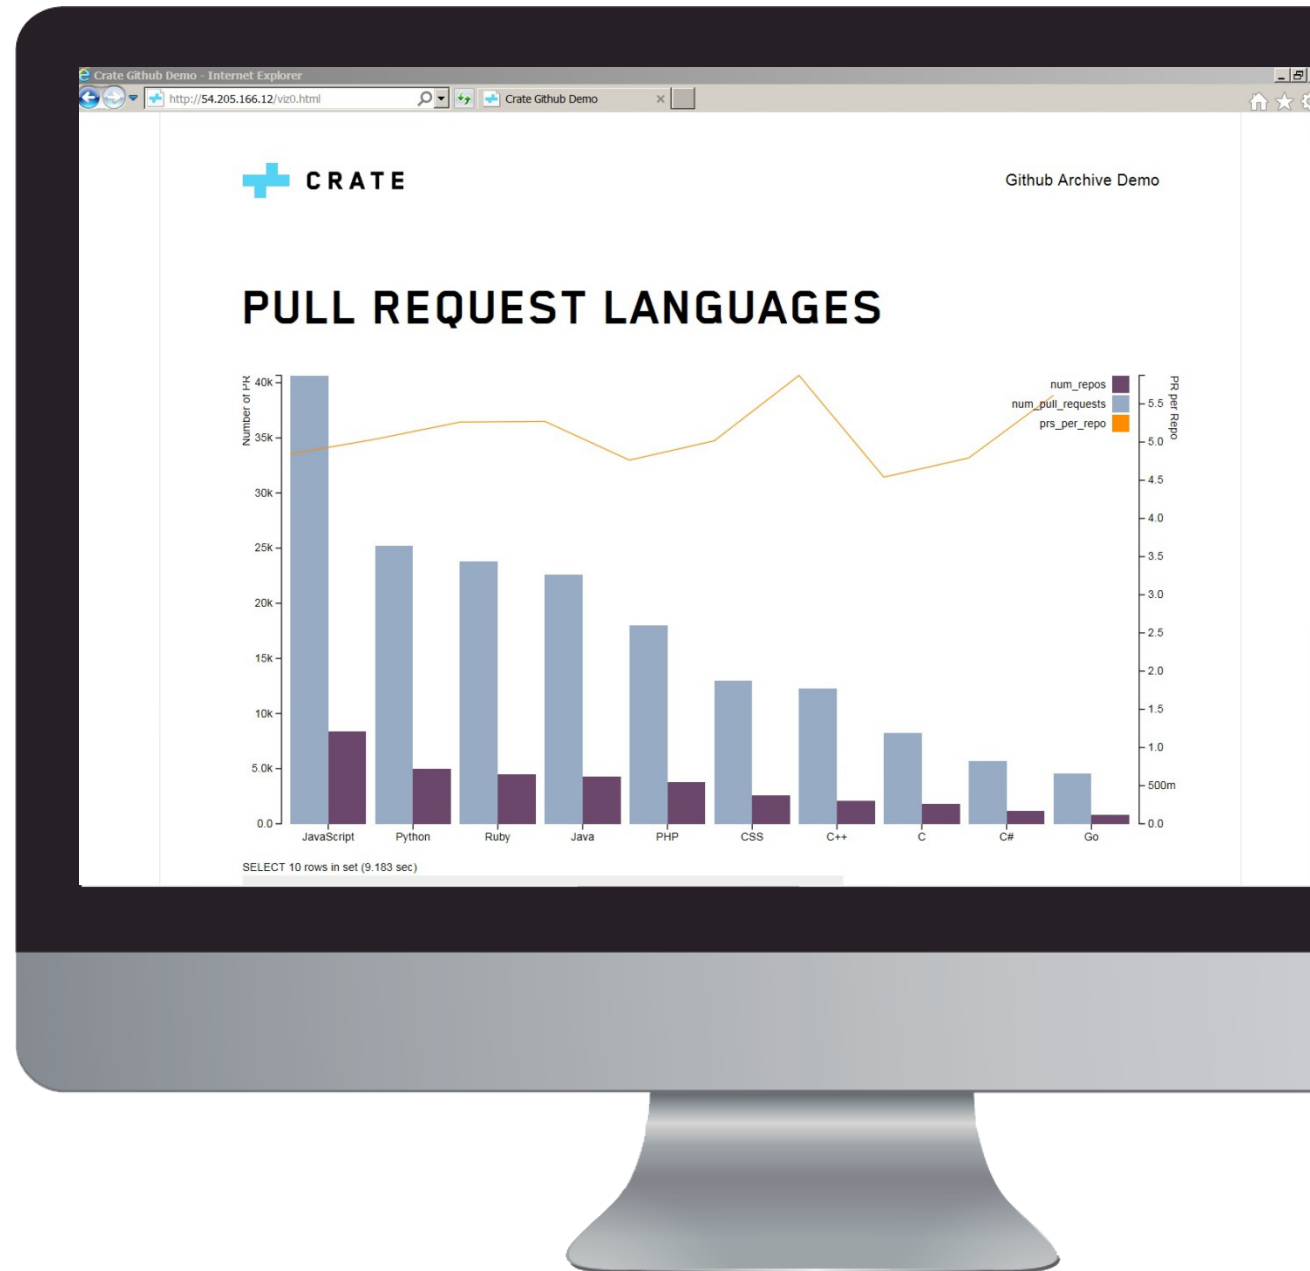 Crate Github Demo - Internet Explorer
http://54.205.166.12/viz0.html
Crate Github Demo
CRATE
Github Archive Demo
PULL REQUEST LANGUAGES
Number of PR
40k
35k
30k
25k
20k
15k
10k
5.0k
0.0
num_repos
num_pull_requests
prs_per_repo
PR per Repo
5.5
5.0
4.5
4.0
3.5
3.0
2.5
2.0
1.5
1.0
500m
0.0
JavaScript Python Ruby Java PHP CSS C++ C C# Go
SELECT 10 rows in set (9.183 sec)